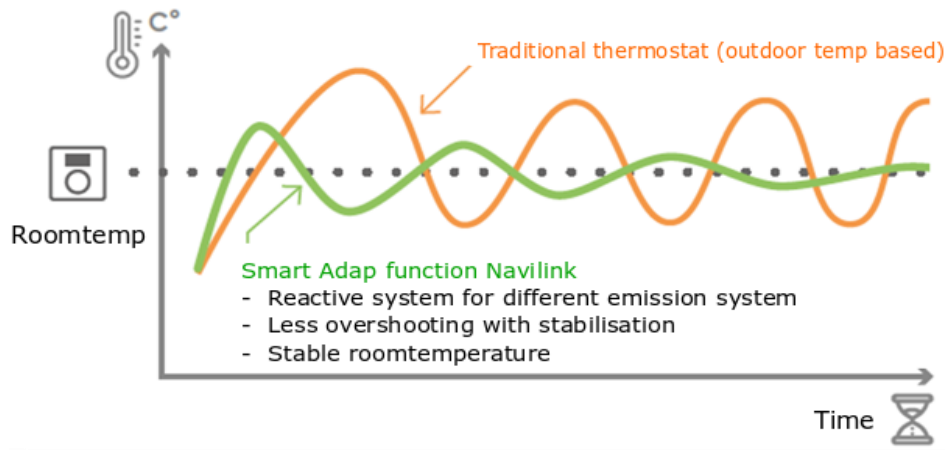 C°
Traditional thermostat (outdoor temp based)
Roomtemp
Smart Adap function Navilink
- Reactive system for different emission system
- Less overshooting with stabilisation
- Stable roomtemperature
Time